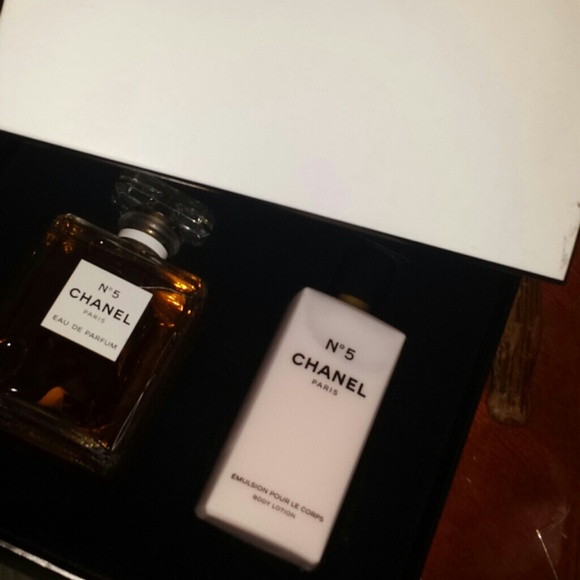 N°5
CHANEL
PARIS
EAU DE PARFUM
N°5
CHANEL
PARIS
EMULSION POUR LE CORPS
BODY LOTION